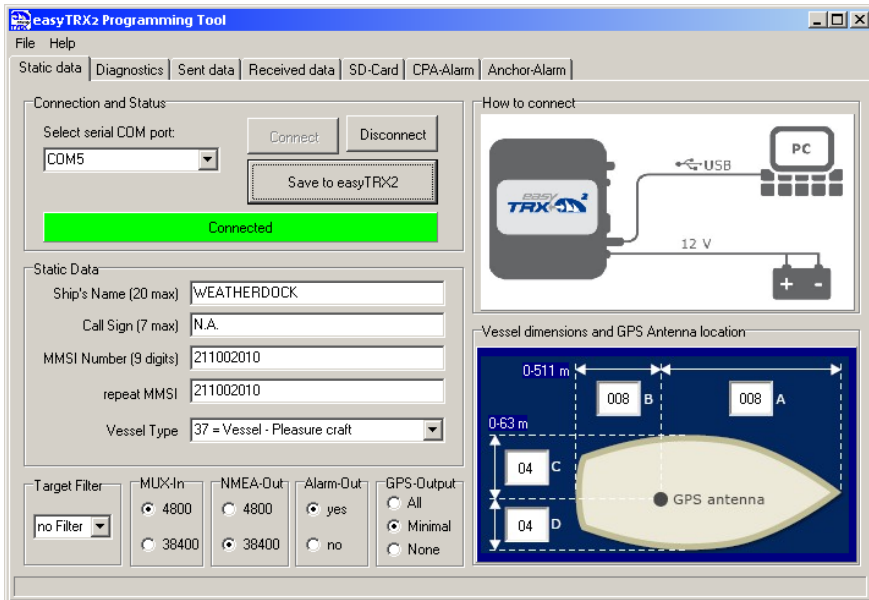 easyTRX2 Programming Tool
File Help
Static data Diagnostics Sent data Received data SD-Card CPA-Alarm Anchor-Alarm
Connection and Status
Select serial COM port:
COM5
Connect
Disconnect
Save to easyTRX2
Connected
How to connect
easy
TRX 2
USB
PC
12 V
+ -
Static Data
Ship's Name (20 max) WEATHERDOCK
Call Sign (7 max) N.A.
MMSI Number (9 digits) 211002010
repeat MMSI 211002010
Vessel Type 37 = Vessel - Pleasure craft
Vessel dimensions and GPS Antenna location
0-511 m
008 B 008 A
0-63 m
04 C
GPS antenna
04 D
Target Filter
no Filter
MUX-In
4800
38400
NMEA-Out
4800
38400
Alarm-Out
yes
no
GPS-Output
All
Minimal
None